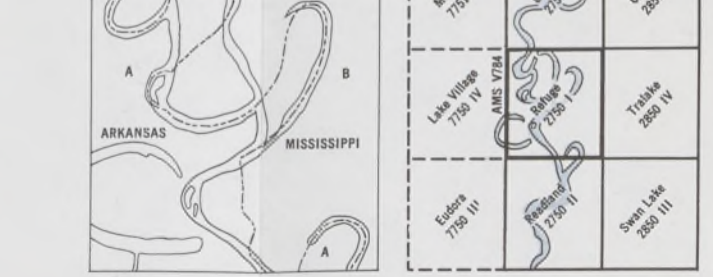 A
B
ARKANSAS
MISSISSIPPI
A
2750
Lake Village
7750 IV
AMS V784
Refuge
2750 I
Tralake
2850 IV
Eudora
7750 III
Readland
2750 II
Swan Lake
2850 III